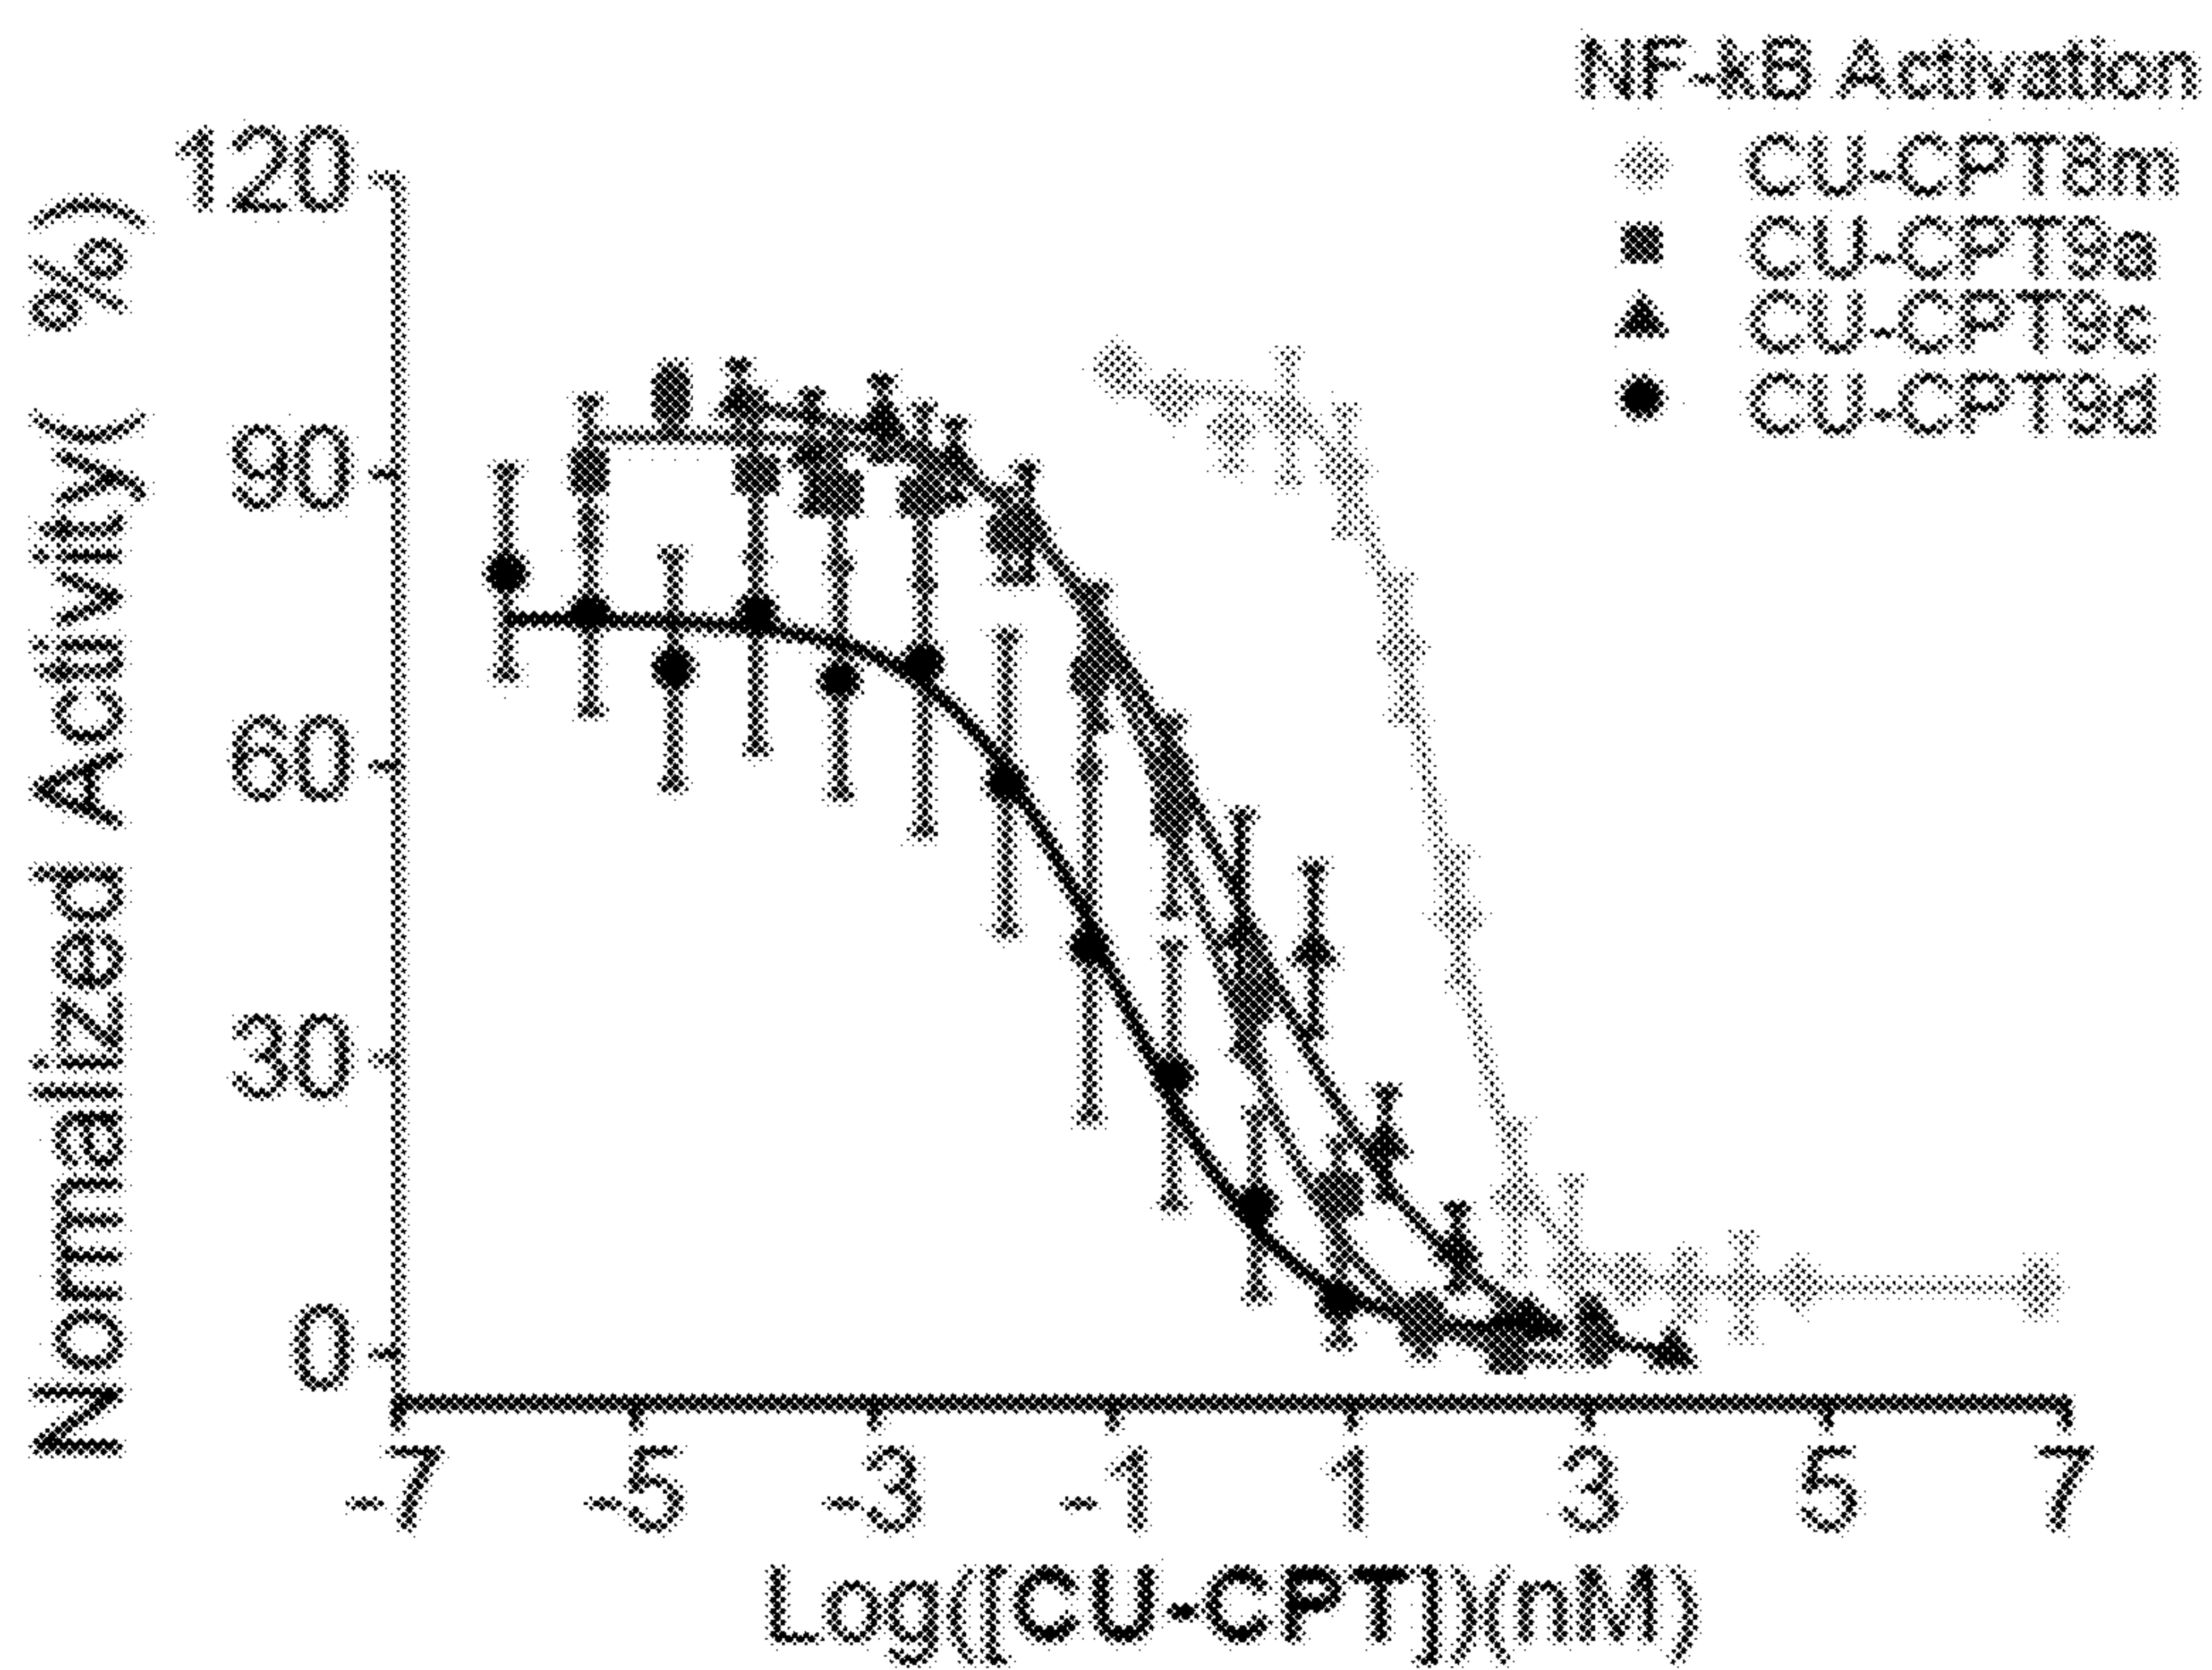 NF-kB Activation
CU-CPT8m
CU-CPT9a
CU-CPT9c
CU-CPT9d
Normalized Activity( %)
120
90
60
30
0
-7 -5 -3 -1 1 3 5 7
Log([CU-CPT])(nM)